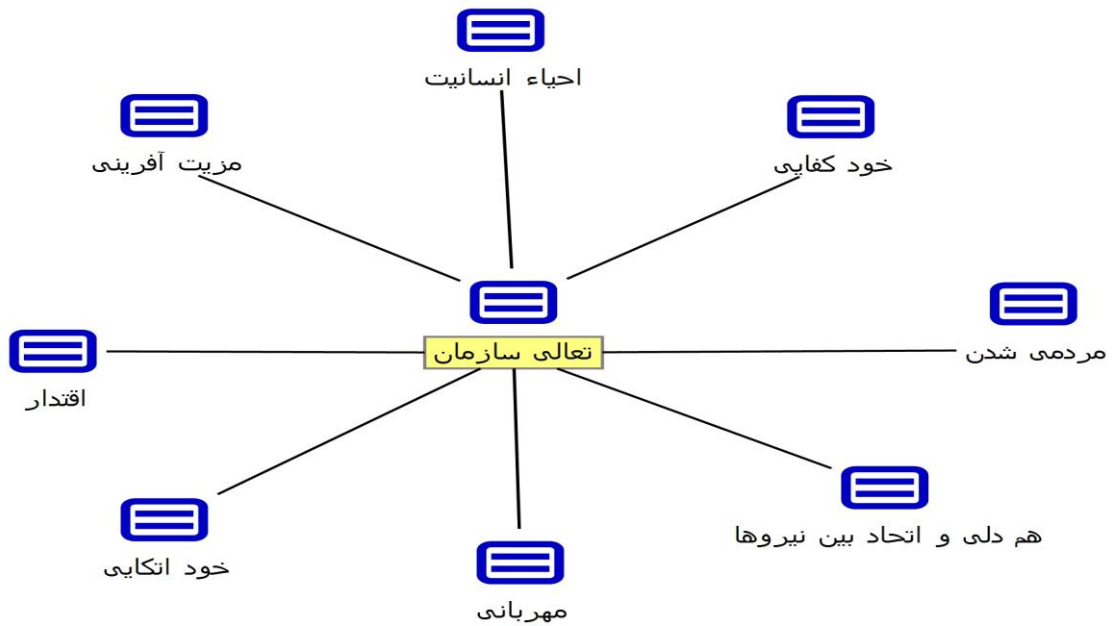 احیاء انسانیت
خود کفایی
مزیت آفرینی
مردمی شدن
تعالی سازمان
اقتدار
هم دلی و اتحاد بین نیروها
خود اتکایی
مهربانی